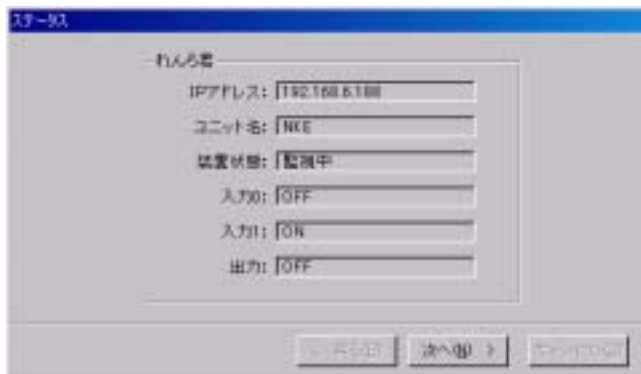 ステータス
れんら君
IPアドレス: 192.168.6.188
ユニット名: NKE
装置状態: 監視中
入力0: OFF
入力1: ON
出力: OFF
次へ(N) >